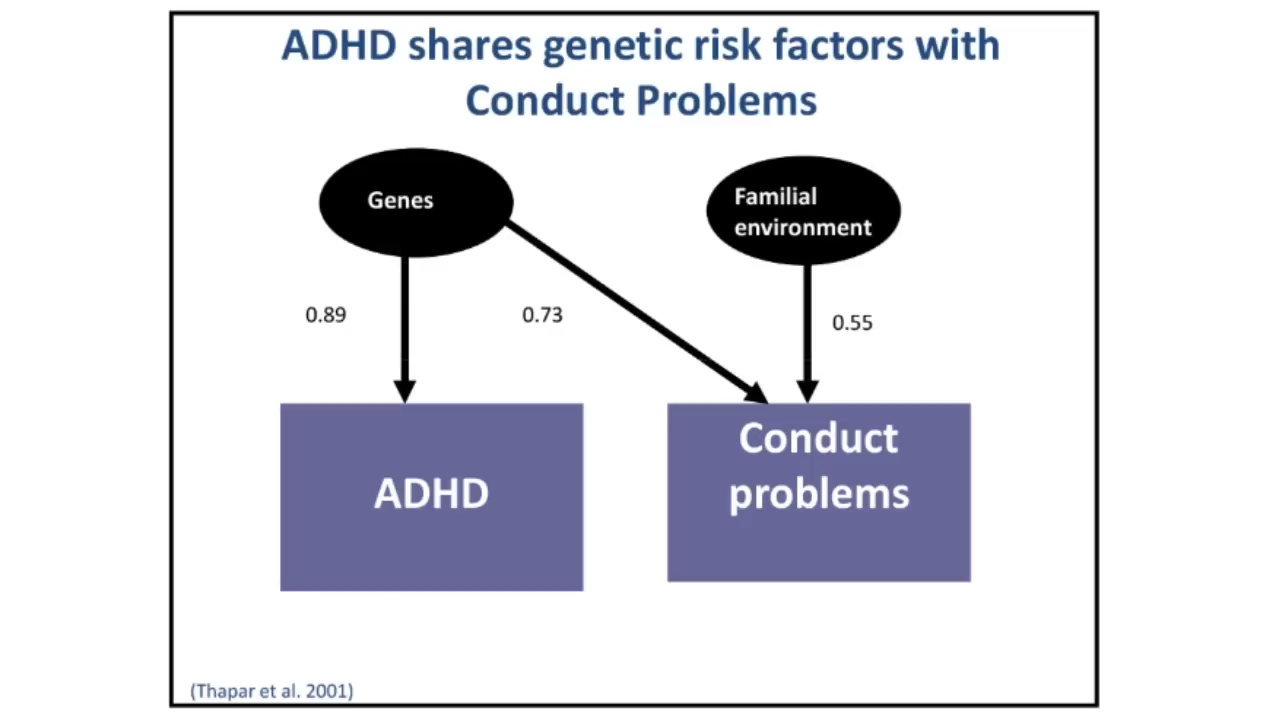 ADHD shares genetic risk factors with
Conduct Problems
Genes
Familial
environment
0.89
0.73
0.55
ADHD
Conduct
problems
(Thapar et al. 2001)